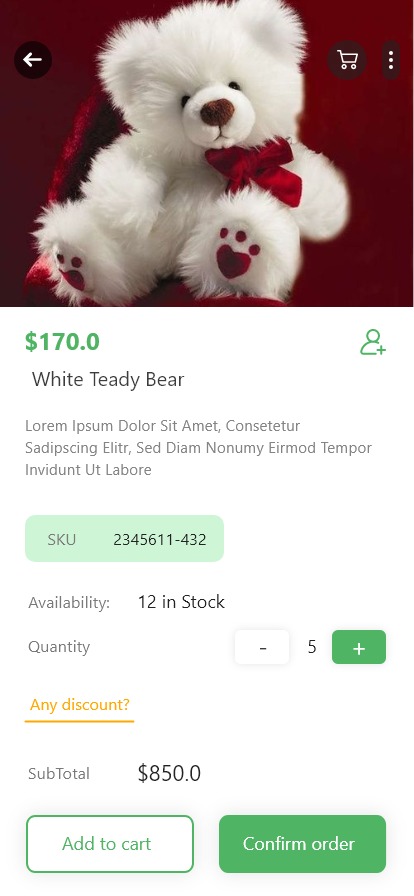 $170.0
White Teady Bear
Lorem Ipsum Dolor Sit Amet, Consetetur
Sadipscing Elitr, Sed Diam Nonumy Eirmod Tempor
Invidunt Ut Labore
SKU 2345611-432
Availability: 12 in Stock
Quantity - 5 +
Any discount?
SubTotal $850.0
Add to cart Confirm order